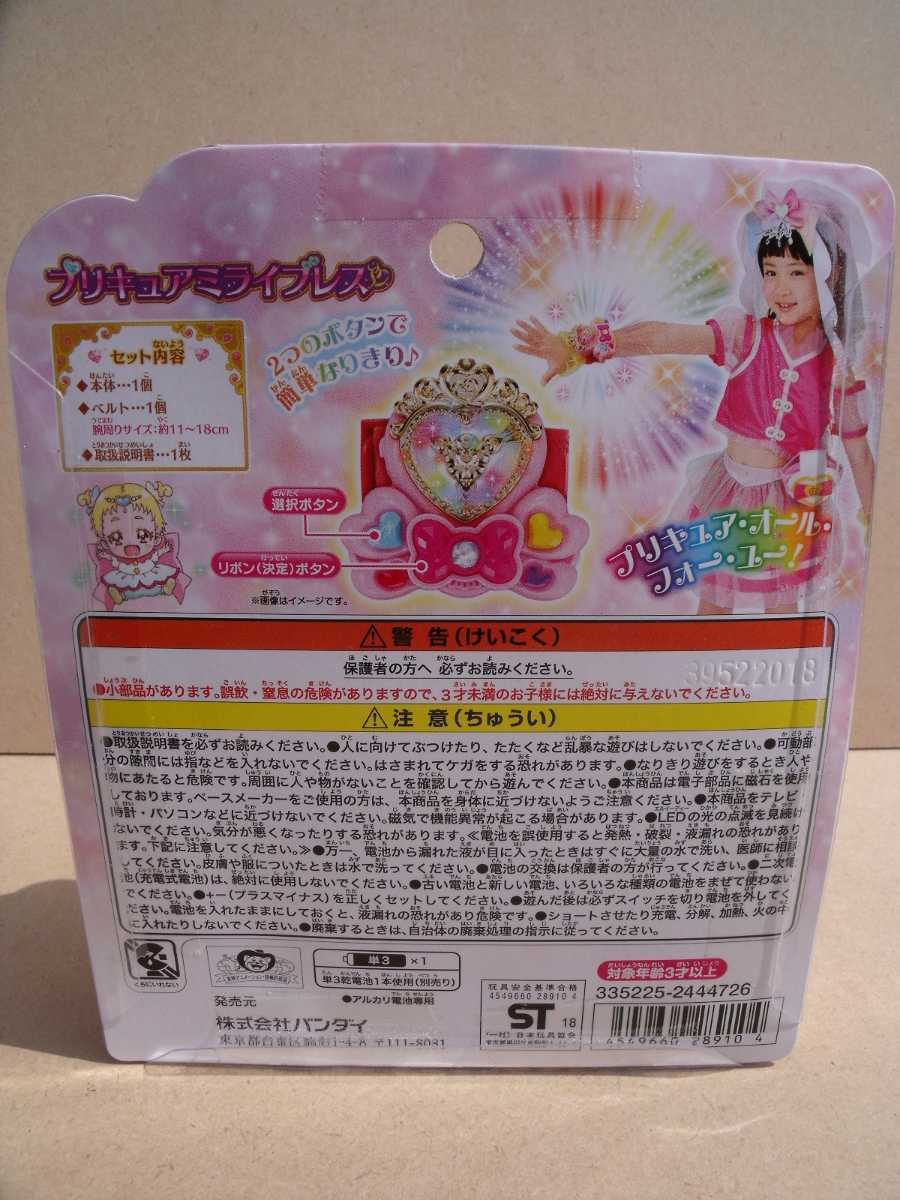 プリキュアミライブレス
2つのボタンで
簡単なりきり♪
セット内容
◆本体…1個
◆ベルト…1個
腕周りサイズ:約11〜18cm
◆取扱説明書…1枚
選択ボタン
リボン(決定)ボタン
※画像はイメージです。
プリキュア・オール・
フォー・ユー!
⚠警告(けいこく)
保護者の方へ 必ずお読みください。
39522018
●小部品があります。誤飲・窒息の危険がありますので、3才未満のお子様には絶対に与えないでください。
⚠注意(ちゅうい)
●取扱説明書を必ずお読みください。●人に向けてぶつけたり、たたくなど乱暴な遊びはしないでください。●可動部
分の隙間には指などを入れないでください。はさまれてケガをする恐れがあります。●なりきり遊びをするとき人や
物にあたると危険です。周囲に人や物がないことを確認してから遊んでください。●本商品は電子部品に磁石を使用
しております。ペースメーカーをご使用の方は、本商品を身体に近づけないようご注意ください。●本商品をテレビ・
時計・パソコンなどに近づけないでください。磁気で機能異常が起こる場合があります。●LEDの光の点滅を見続け
ないでください。気分が悪くなったりする恐れがあります。≪電池を誤使用すると発熱・破裂・液漏れの恐れがあり
ます。下記に注意してください。≫●万一、電池から漏れた液が目に入ったときはすぐに大量の水で洗い、医師に相談
してください。皮膚や服についたときは水で洗ってください。●電池の交換は保護者の方が行ってください。●二次電
池(充電式電池)は、絶対に使用しないでください。●古い電池と新しい電池、いろいろな種類の電池をまぜて使わない
でください。●+−(プラスマイナス)を正しくセットしてください。●遊んだ後は必ずスイッチを切り電池を外してく
ださい。電池を入れたままにしておくと、液漏れの恐れがあり危険です。●ショートさせたり充電、分解、加熱、火の中
に入れたりしないでください。●廃棄するときは、自治体の廃棄処理の指示に従ってください。
くちにいれない
単3 ×1
単3乾電池1本使用(別売り)
●アルカリ電池専用
発売元
株式会社バンダイ
東京都台東区駒形1-4-8 〒111-8081
玩具安全基準合格
4549660 28910 4
ST 18
(一社)日本玩具協会
対象年齢3才以上
335225-2444726
4549660 289104